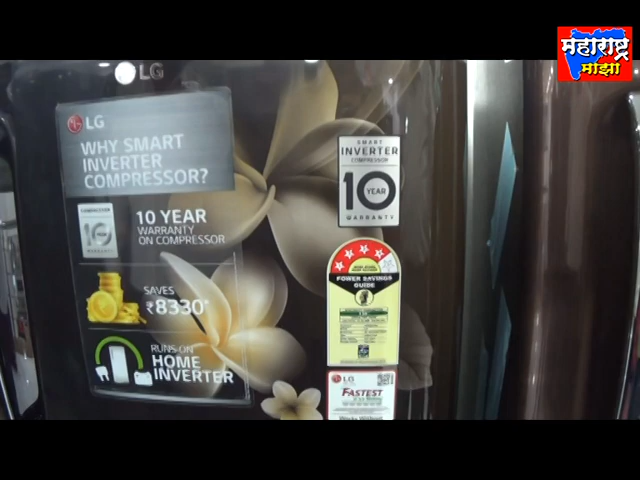 महाराष्ट्र
माझा
LG
LG
WHY SMART
INVERTER
COMPRESSOR?
10 YEAR
WARRANTY
ON COMPRESSOR
SAVES
₹8330*
RUNS ON
HOME
INVERTER
SMART
INVERTER
COMPRESSOR
10
YEAR
WARRANTY
POWER SAVINGS
GUIDE
LG
FASTEST